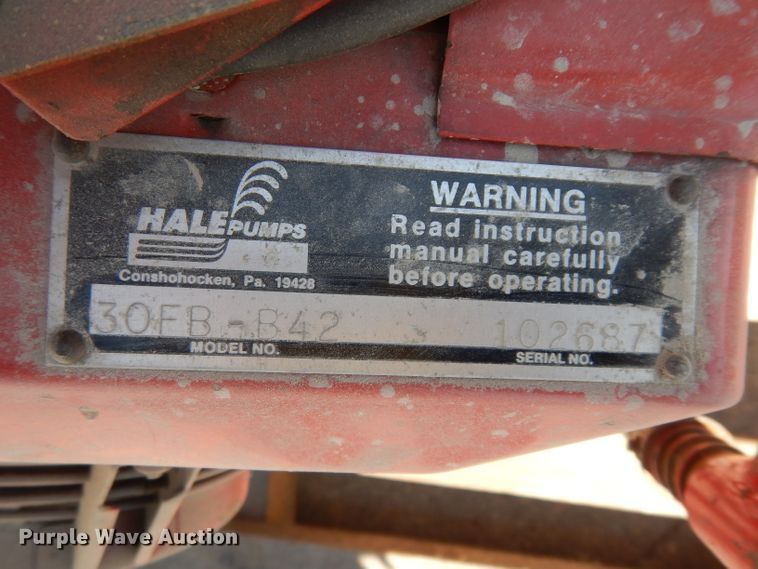 HALE PUMPS
Conshohocken, Pa. 19428
WARNING
Read instruction
manual carefully
before operating.
30FB-B42
MODEL NO.
102687
SERIAL NO.
Purple Wave Auction®